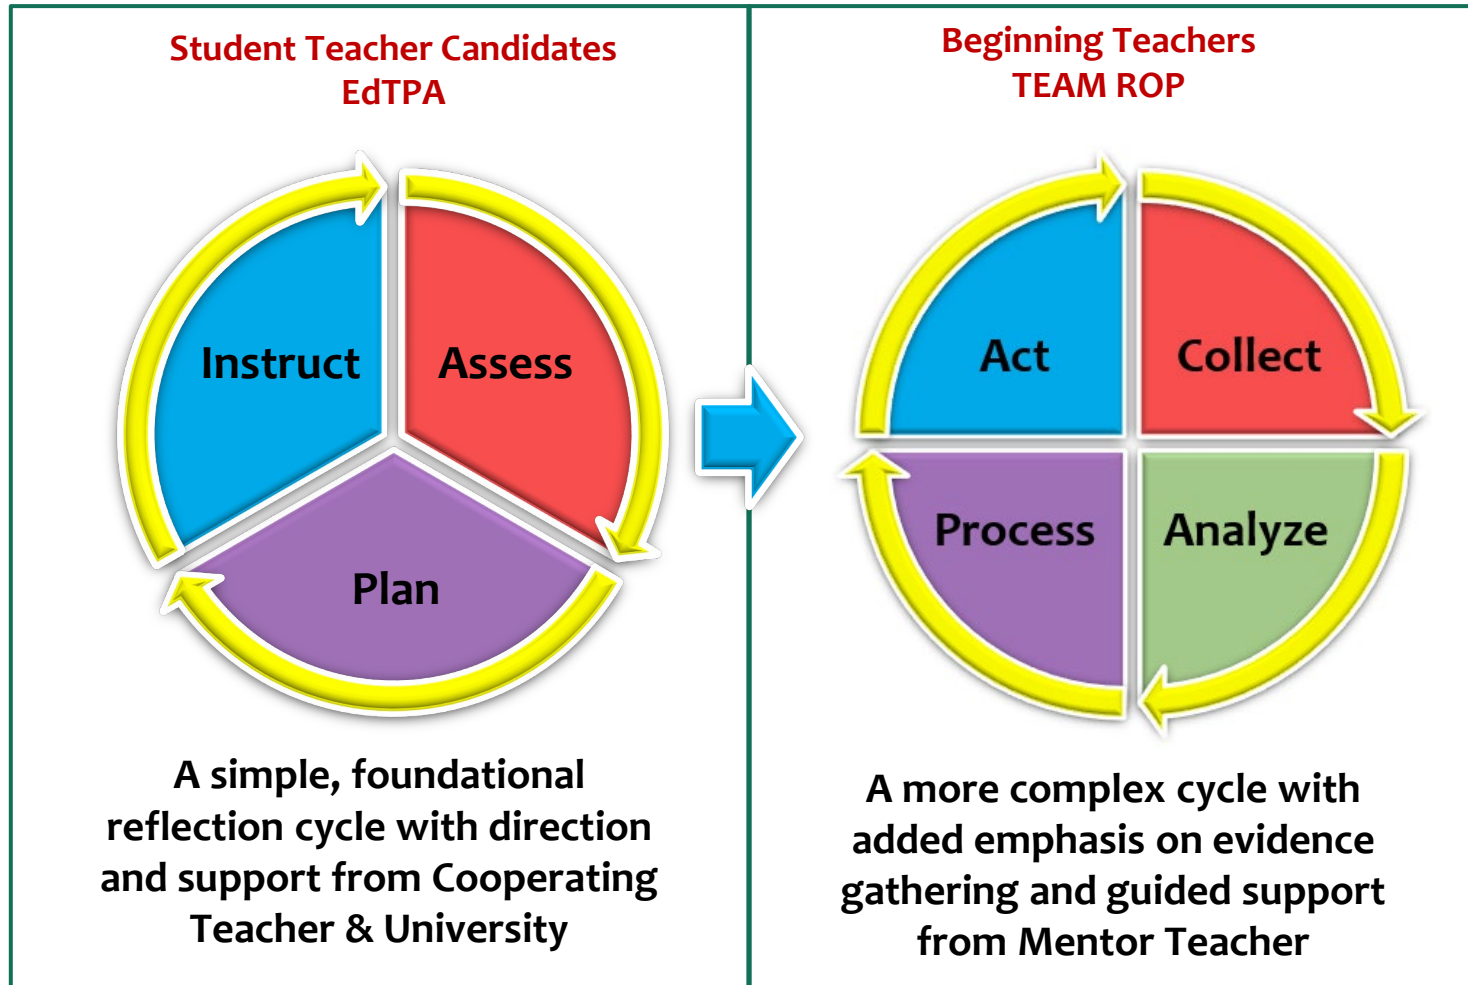 Student Teacher Candidates
EdTPA
Instruct
Assess
Plan
A simple, foundational
reflection cycle with direction
and support from Cooperating
Teacher & University
Beginning Teachers
TEAM ROP
Act
Collect
Process
Analyze
A more complex cycle with
added emphasis on evidence
gathering and guided support
from Mentor Teacher